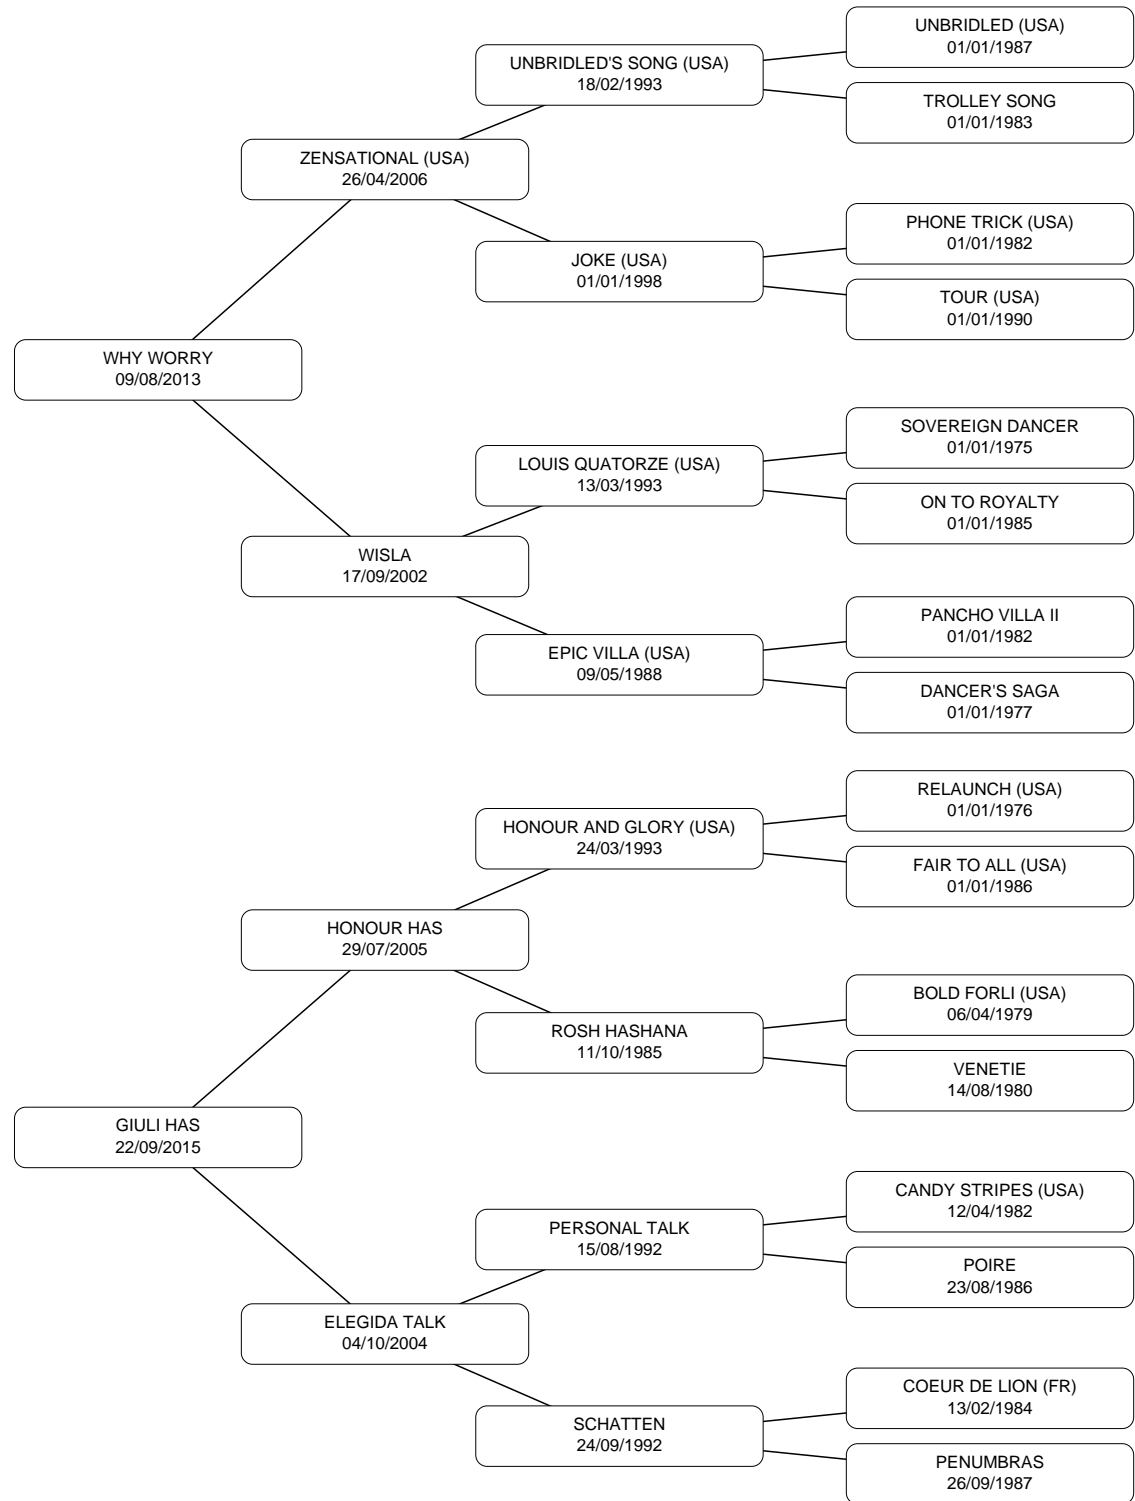 UNBRIDLED (USA)
01/01/1987
UNBRIDLED'S SONG (USA)
18/02/1993
TROLLEY SONG
01/01/1983
ZENSATIONAL (USA)
26/04/2006
PHONE TRICK (USA)
01/01/1982
JOKE (USA)
01/01/1998
TOUR (USA)
01/01/1990
WHY WORRY
09/08/2013
SOVEREIGN DANCER
01/01/1975
LOUIS QUATORZE (USA)
13/03/1993
ON TO ROYALTY
01/01/1985
WISLA
17/09/2002
PANCHO VILLA II
01/01/1982
EPIC VILLA (USA)
09/05/1988
DANCER'S SAGA
01/01/1977
RELAUNCH (USA)
01/01/1976
HONOUR AND GLORY (USA)
24/03/1993
FAIR TO ALL (USA)
01/01/1986
HONOUR HAS
29/07/2005
BOLD FORLI (USA)
06/04/1979
ROSH HASHANA
11/10/1985
VENETIE
14/08/1980
GIULI HAS
22/09/2015
CANDY STRIPES (USA)
12/04/1982
PERSONAL TALK
15/08/1992
POIRE
23/08/1986
ELEGIDA TALK
04/10/2004
COEUR DE LION (FR)
13/02/1984
SCHATTEN
24/09/1992
PENUMBRAS
26/09/1987